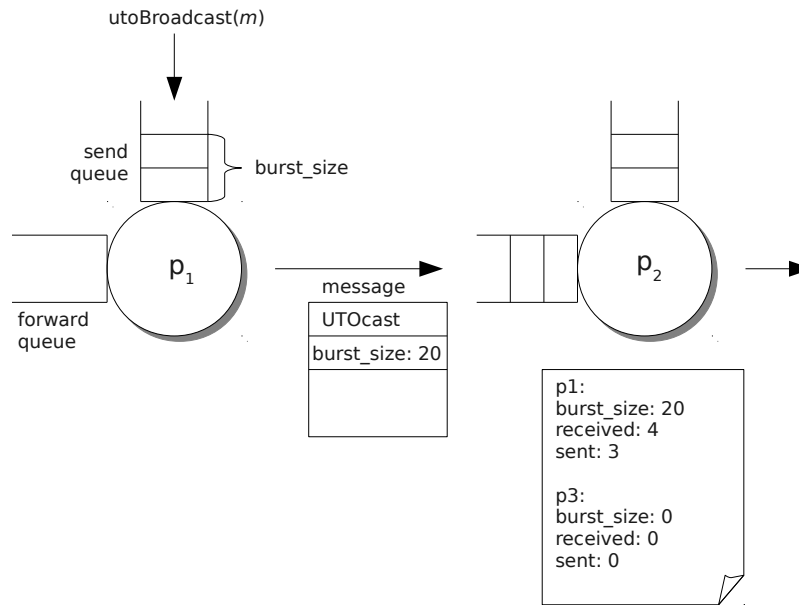 utoBroadcast(m)
send
queue
burst_size
p1
forward
queue
message
UTOcast
burst_size: 20
p2
p1:
burst_size: 20
received: 4
sent: 3
p3:
burst_size: 0
received: 0
sent: 0